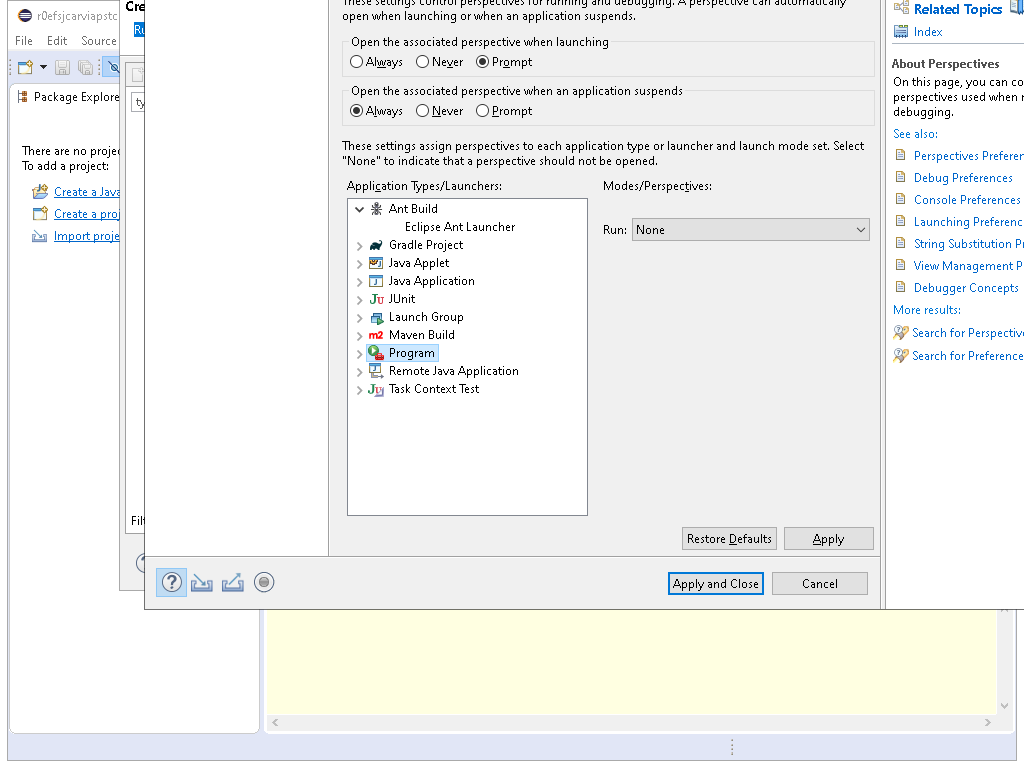 r0efsjcarviapstc
File Edit Source
Package Explore
There are no proje
To add a project:
Create a Java
Create a proj
Import proje
Cre
Ru
ty
Filt
These settings control perspectives for running and debugging. A perspective can automatically
open when launching or when an application suspends.
Open the associated perspective when launching
Always Never Prompt
Open the associated perspective when an application suspends
Always Never Prompt
These settings assign perspectives to each application type or launcher and launch mode set. Select
"None" to indicate that a perspective should not be opened.
Application Types/Launchers:
Modes/Perspectives:
Ant Build
Eclipse Ant Launcher
Gradle Project
Java Applet
Java Application
JUnit
Launch Group
Maven Build
Program
Remote Java Application
Task Context Test
Run: None
Restore Defaults Apply
Apply and Close Cancel
Related Topics
Index
About Perspectives
On this page, you can co
perspectives used when r
debugging.
See also:
Perspectives Preferen
Debug Preferences
Console Preferences
Launching Preferenc
String Substitution P
View Management P
Debugger Concepts
More results:
Search for Perspective
Search for Preference